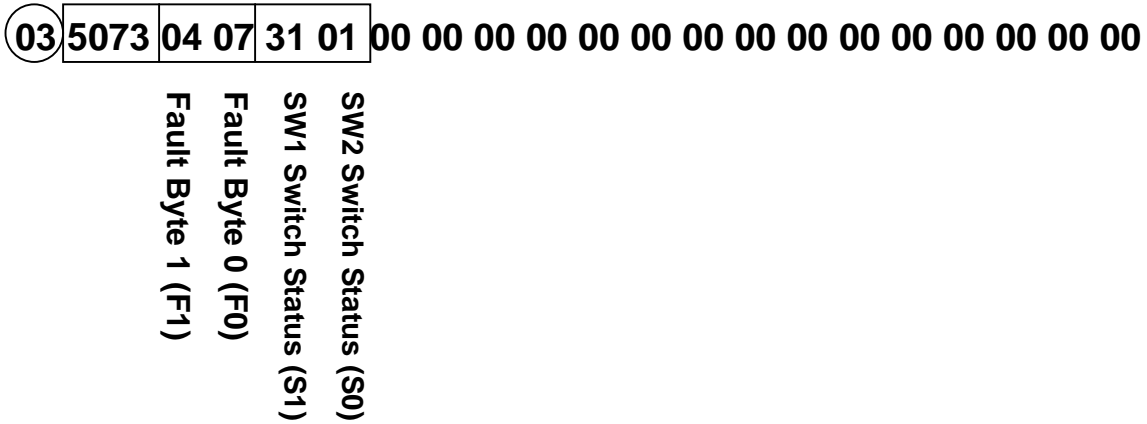 03 5073 04 07 31 01 00 00 00 00 00 00 00 00 00 00 00 00 00 00 00
Fault Byte 1 (F1)
Fault Byte 0 (F0)
SW1 Switch Status (S1)
SW2 Switch Status (S0)